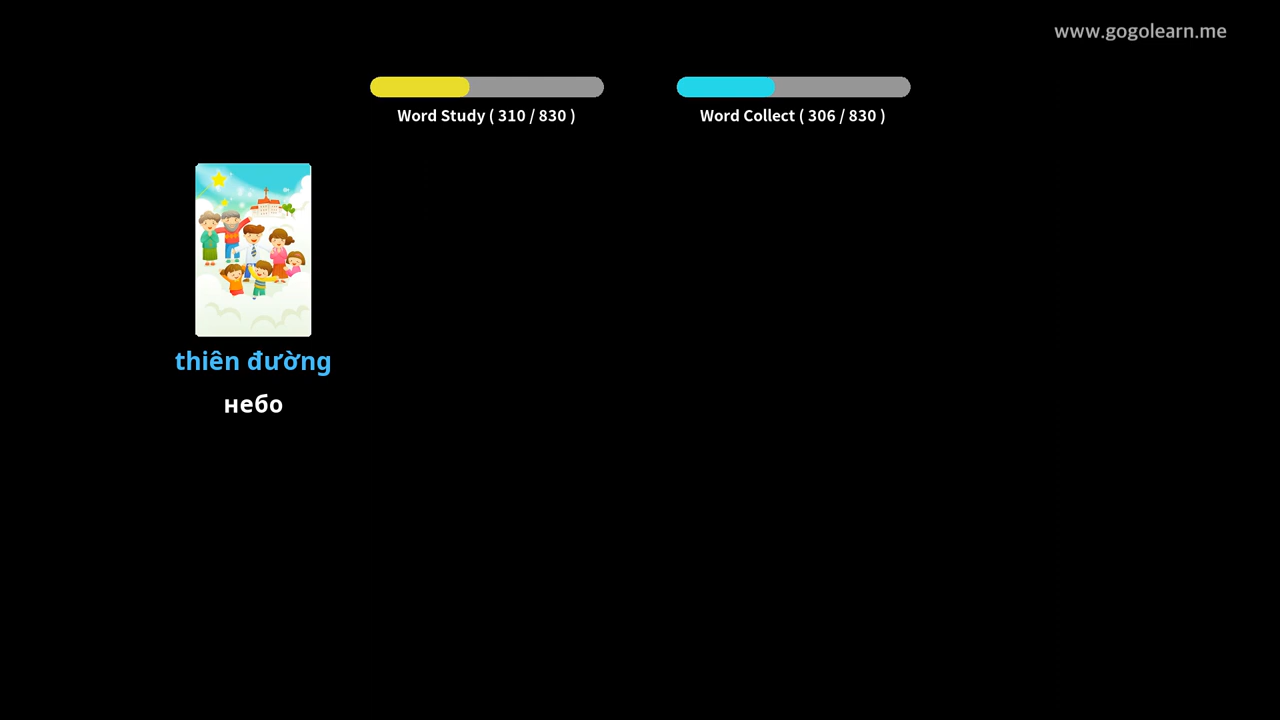 www.gogolearn.me
Word Study ( 310 / 830 )
Word Collect ( 306 / 830 )
thiên đường
небо